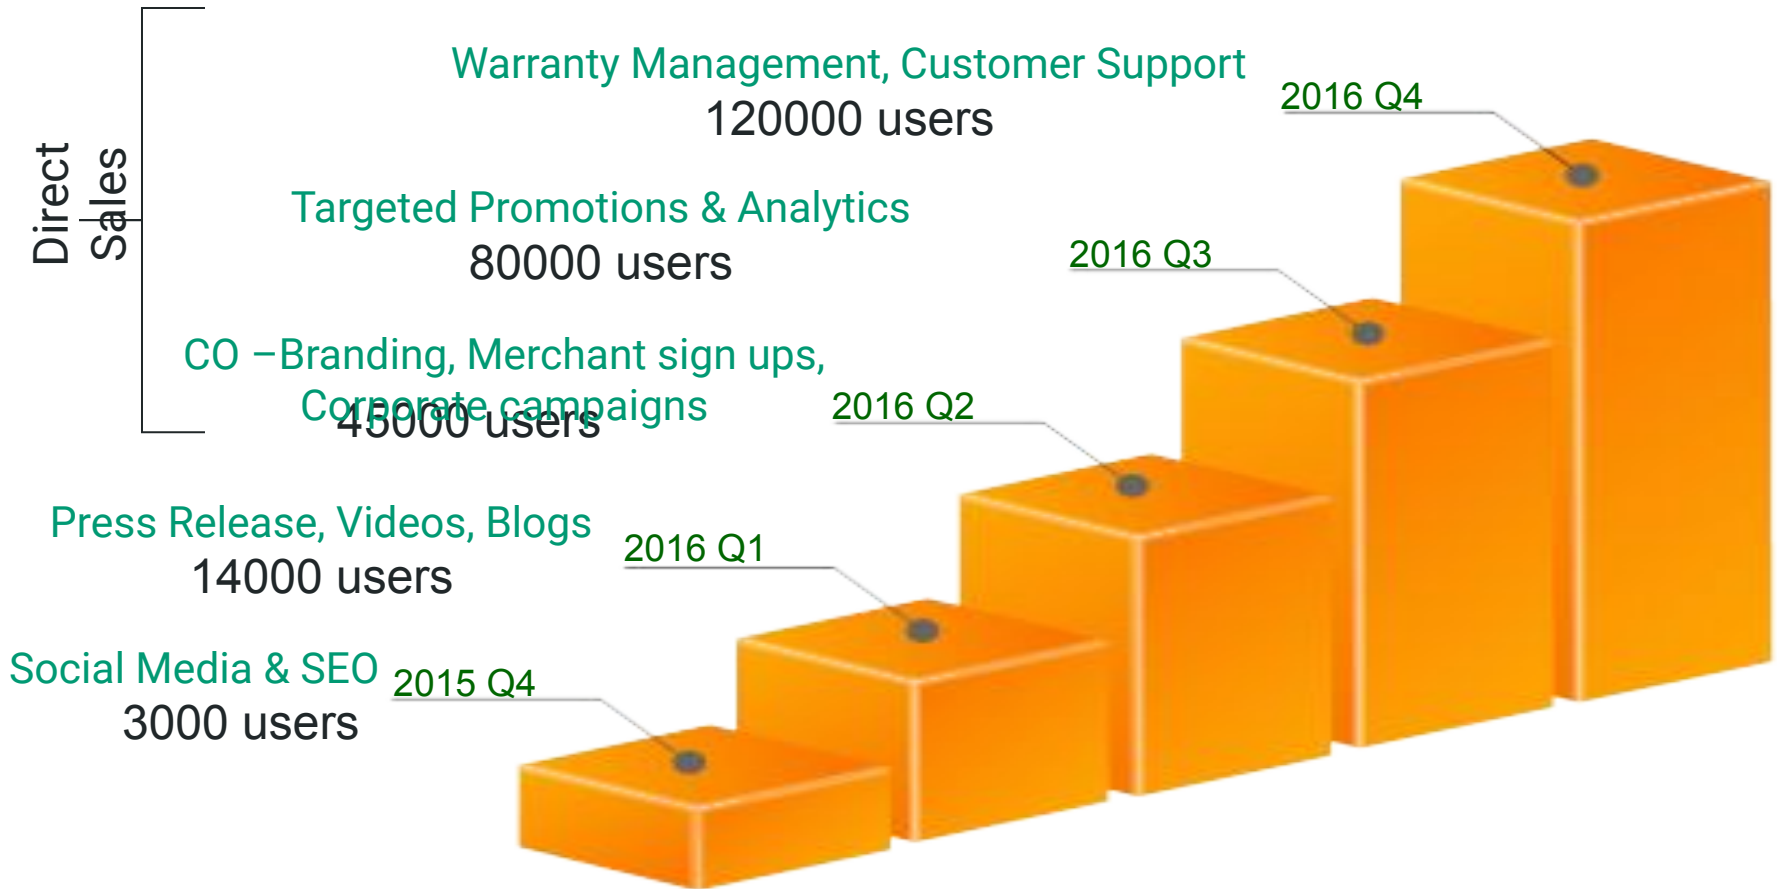 Warranty Management, Customer Support
120000 users
2016 Q4
Direct
Sales
Targeted Promotions & Analytics
80000 users
2016 Q3
CO –Branding, Merchant sign ups,
Corporate campaigns
45000 users
2016 Q2
Press Release, Videos, Blogs
14000 users
2016 Q1
Social Media & SEO
3000 users
2015 Q4